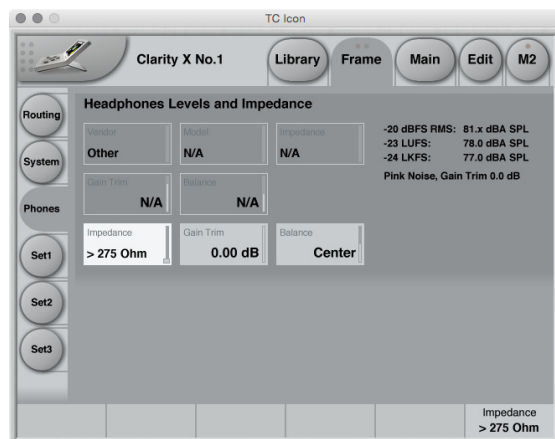 TC Icon
Clarity X No.1
Library
Frame
Main
Edit
M2
Routing
System
Phones
Set1
Set2
Set3
Headphones Levels and Impedance
Vendor
Other
Model
N/A
Impedance
N/A
-20 dBFS RMS: 81.x dBA SPL
-23 LUFS: 78.0 dBA SPL
-24 LKFS: 77.0 dBA SPL
Pink Noise, Gain Trim 0.0 dB
Gain Trim
N/A
Balance
N/A
Impedance
> 275 Ohm
Gain Trim
0.00 dB
Balance
Center
Impedance
> 275 Ohm